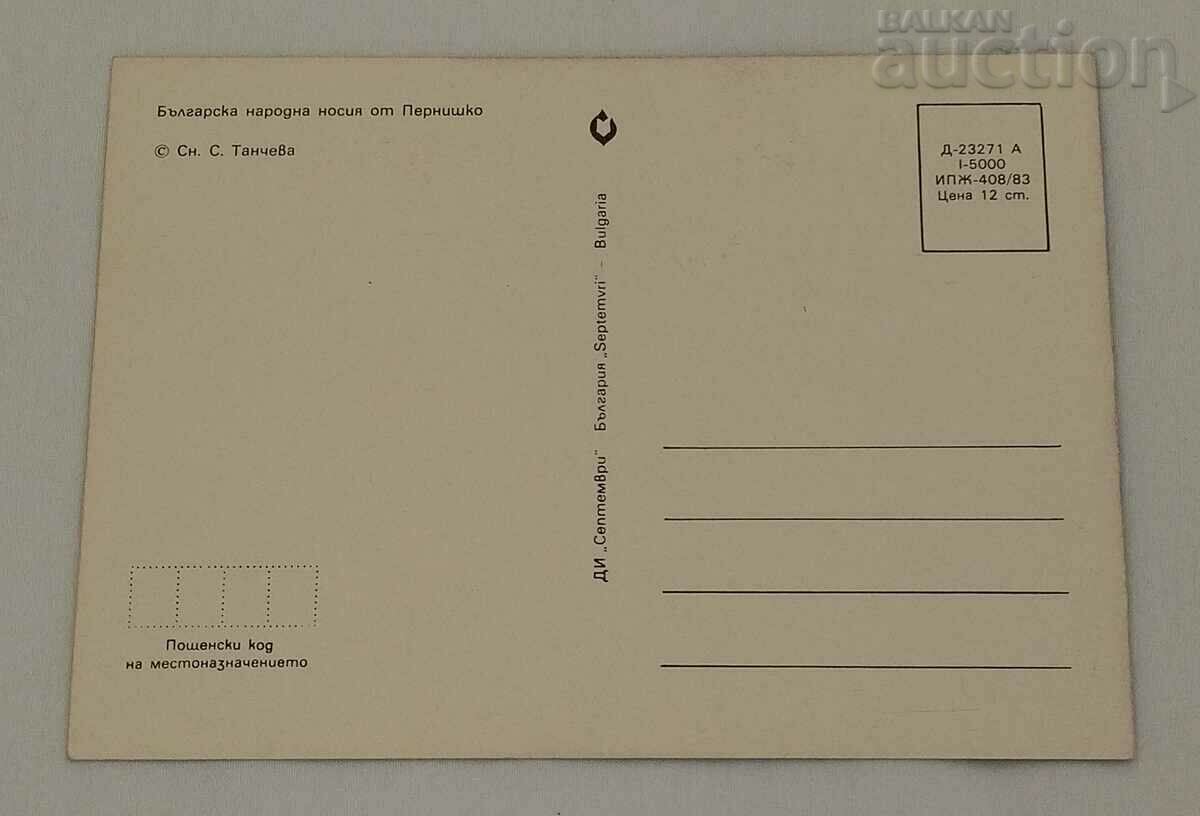 BALKAN
auction
Българска народна носия от Пернишко
© Сн. С. Танчева
Д-23271 А
I-5000
ИПЖ-408/83
Цена 12 ст.
ДИ „Септември" България „Septemvri" – Bulgaria
Пощенски код
на местоназначението